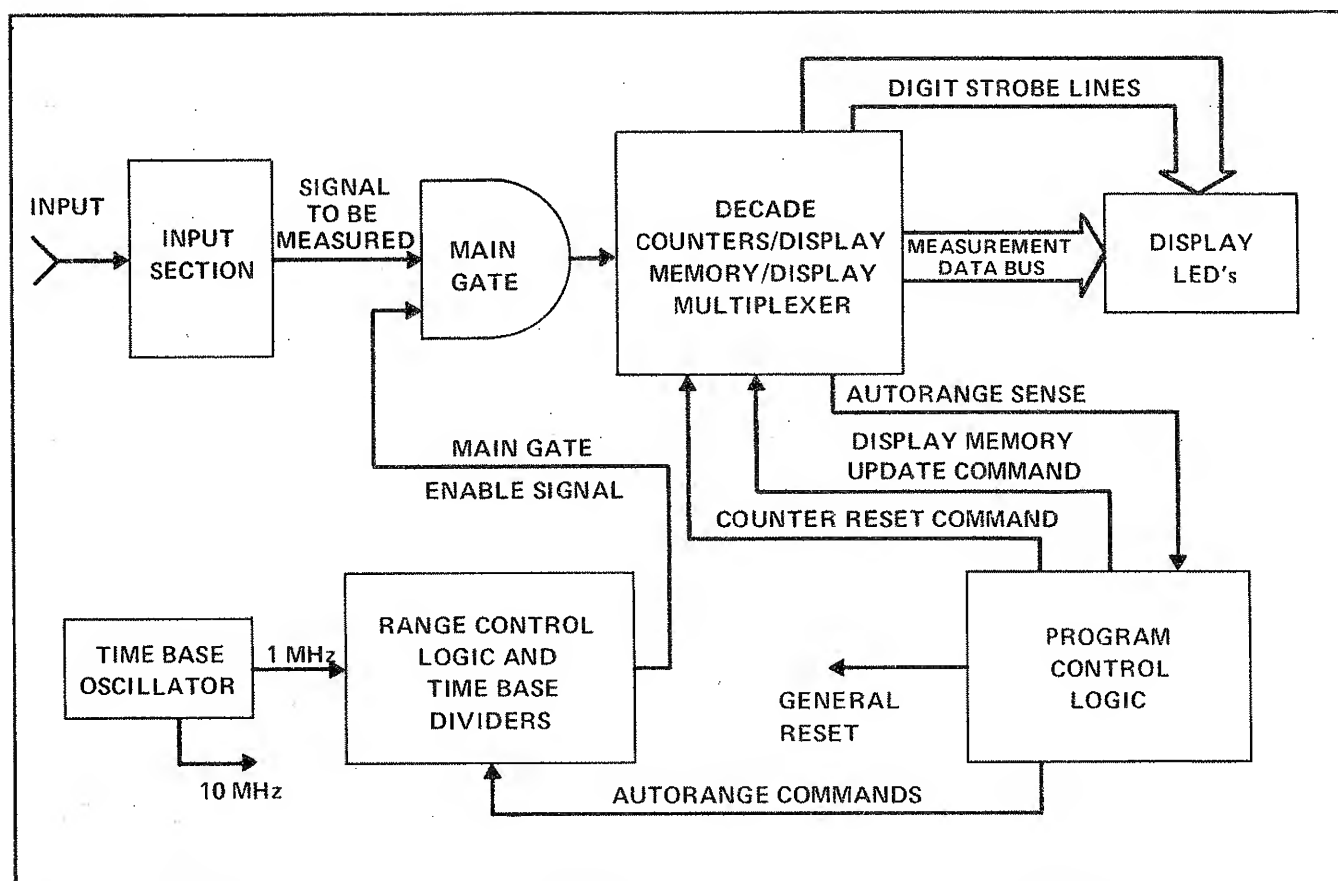 DIGIT STROBE LINES
INPUT
INPUT
SECTION
SIGNAL
TO BE
MEASURED
MAIN
GATE
DECADE
COUNTERS/DISPLAY
MEMORY/DISPLAY
MULTIPLEXER
MEASUREMENT
DATA BUS
DISPLAY
LED's
AUTORANGE SENSE
DISPLAY MEMORY
UPDATE COMMAND
COUNTER RESET COMMAND
MAIN GATE
ENABLE SIGNAL
TIME BASE
OSCILLATOR
1 MHz
10 MHz
RANGE CONTROL
LOGIC AND
TIME BASE
DIVIDERS
GENERAL
RESET
PROGRAM
CONTROL
LOGIC
AUTORANGE COMMANDS